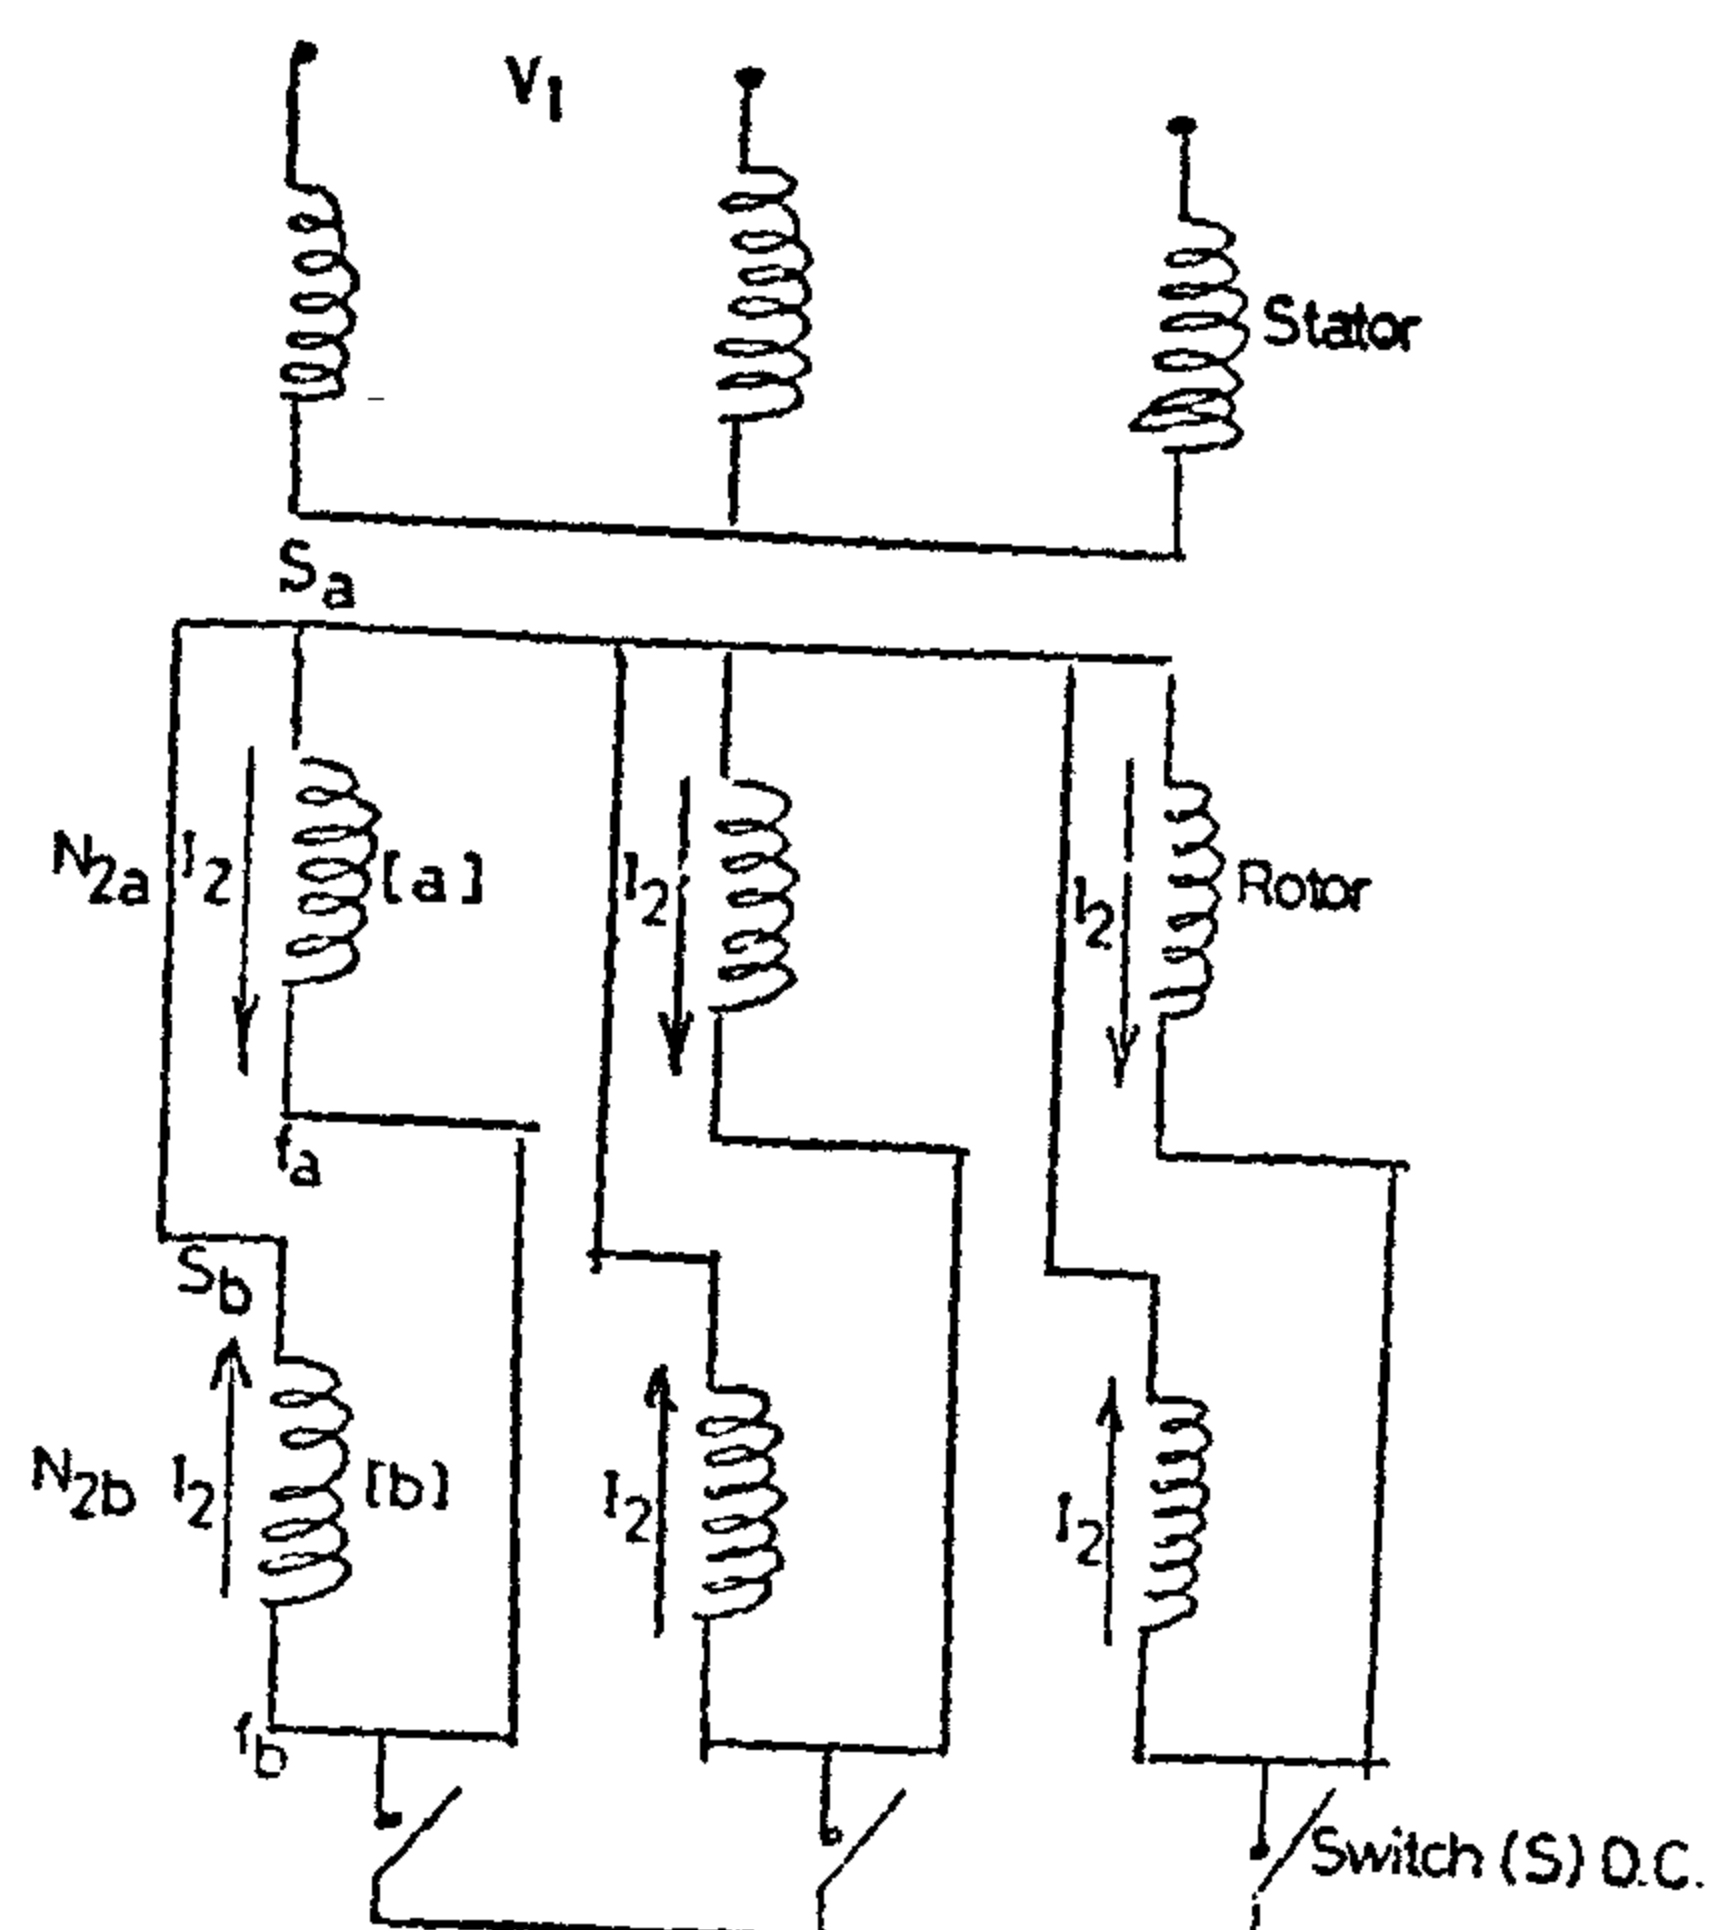 V1
Stator
Sa
N2a I2 [a]
I2
I2
Rotor
fa
Sb
N2b I2 [b]
I2
I2
fb
Switch (S) O.C.